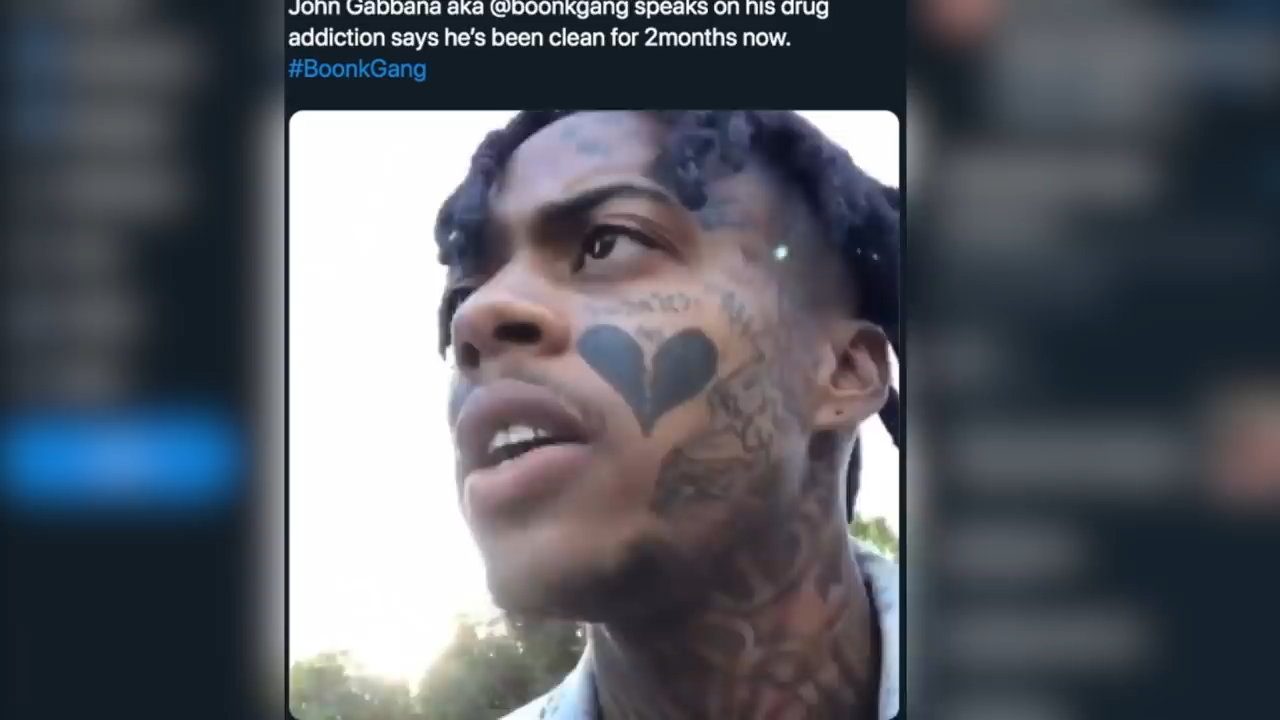 John Gabbana aka @boonkgang speaks on his drug
addiction says he's been clean for 2months now.
#BoonkGang